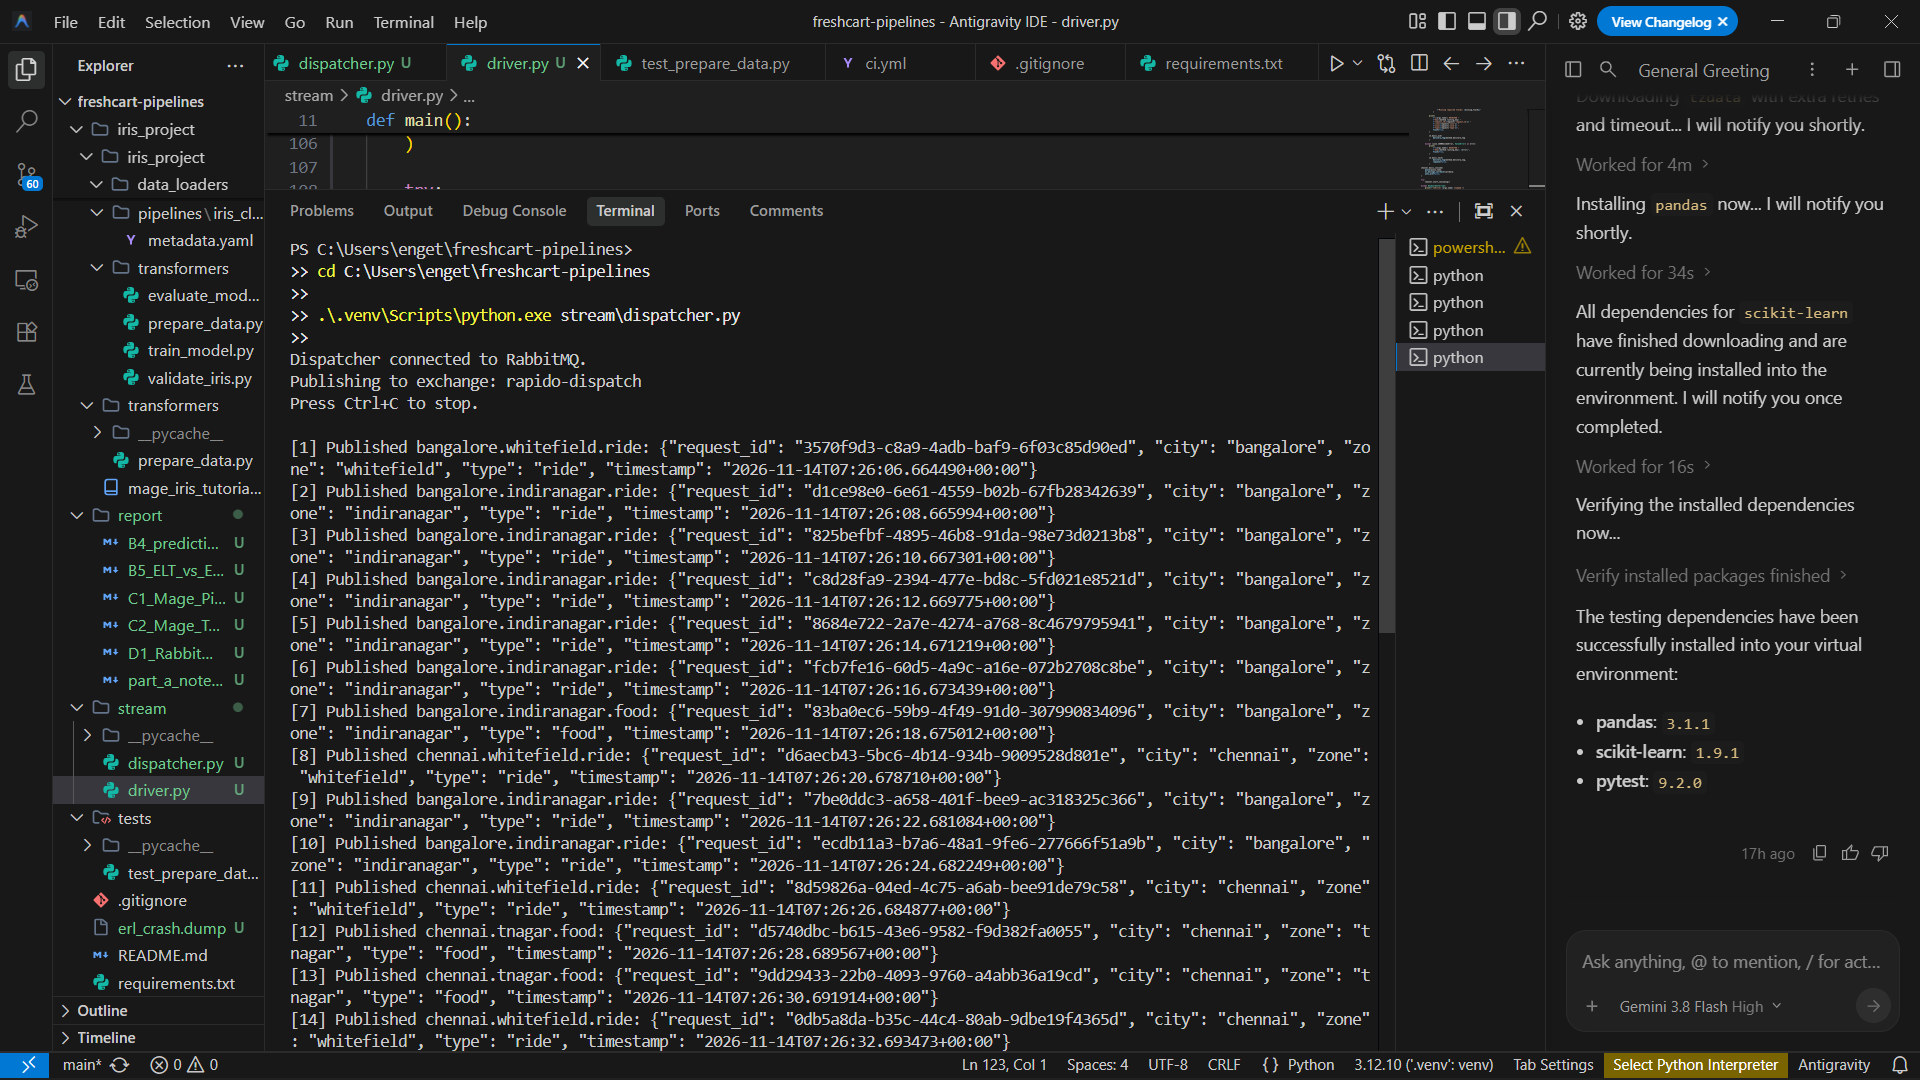 File Edit Selection View Go Run Terminal Help
freshcart-pipelines - Antigravity IDE - driver.py
View Changelog
Explorer
freshcart-pipelines
iris_project
iris_project
data_loaders
pipelines\iris_cl...
metadata.yaml
transformers
evaluate_mod...
prepare_data.py
train_model.py
validate_iris.py
transformers
__pycache__
prepare_data.py
mage_iris_tutoria...
report
B4_predicti... U
B5_ELT_vs_E... U
C1_Mage_Pi... U
C2_Mage_T... U
D1_Rabbit... U
part_a_note... U
stream
__pycache__
dispatcher.py U
driver.py U
tests
__pycache__
test_prepare_dat...
.gitignore
erl_crash.dump U
README.md
requirements.txt
Outline
Timeline
60
dispatcher.py U
driver.py U
test_prepare_data.py
ci.yml
.gitignore
requirements.txt
stream > driver.py > ...
11 def main():
106 )
107
Problems Output Debug Console Terminal Ports Comments
PS C:\Users\enget\freshcart-pipelines>
>> cd C:\Users\enget\freshcart-pipelines
>>
>> .\.venv\Scripts\python.exe stream\dispatcher.py
>>
Dispatcher connected to RabbitMQ.
Publishing to exchange: rapido-dispatch
Press Ctrl+C to stop.
[1] Published bangalore.whitefield.ride: {"request_id": "3570f9d3-c8a9-4adb-baf9-6f03c85d90ed", "city": "bangalore", "zo
ne": "whitefield", "type": "ride", "timestamp": "2026-11-14T07:26:06.664490+00:00"}
[2] Published bangalore.indiranagar.ride: {"request_id": "d1ce98e0-6e61-4559-b02b-67fb28342639", "city": "bangalore", "z
one": "indiranagar", "type": "ride", "timestamp": "2026-11-14T07:26:08.665994+00:00"}
[3] Published bangalore.indiranagar.ride: {"request_id": "825befbf-4895-46b8-91da-98e73d0213b8", "city": "bangalore", "z
one": "indiranagar", "type": "ride", "timestamp": "2026-11-14T07:26:10.667301+00:00"}
[4] Published bangalore.indiranagar.ride: {"request_id": "c8d28fa9-2394-477e-bd8c-5fd021e8521d", "city": "bangalore", "z
one": "indiranagar", "type": "ride", "timestamp": "2026-11-14T07:26:12.669775+00:00"}
[5] Published bangalore.indiranagar.ride: {"request_id": "8684e722-2a7e-4274-a768-8c4679795941", "city": "bangalore", "z
one": "indiranagar", "type": "ride", "timestamp": "2026-11-14T07:26:14.671219+00:00"}
[6] Published bangalore.indiranagar.ride: {"request_id": "fcb7fe16-60d5-4a9c-a16e-072b2708c8be", "city": "bangalore", "z
one": "indiranagar", "type": "ride", "timestamp": "2026-11-14T07:26:16.673439+00:00"}
[7] Published bangalore.indiranagar.food: {"request_id": "83ba0ec6-59b9-4f49-91d0-307990834096", "city": "bangalore", "z
one": "indiranagar", "type": "food", "timestamp": "2026-11-14T07:26:18.675012+00:00"}
[8] Published chennai.whitefield.ride: {"request_id": "d6aecb43-5bc6-4b14-934b-9009528d801e", "city": "chennai", "zone":
"whitefield", "type": "ride", "timestamp": "2026-11-14T07:26:20.678710+00:00"}
[9] Published bangalore.indiranagar.ride: {"request_id": "7be0ddc3-a658-401f-bee9-ac318325c366", "city": "bangalore", "z
one": "indiranagar", "type": "ride", "timestamp": "2026-11-14T07:26:22.681084+00:00"}
[10] Published bangalore.indiranagar.ride: {"request_id": "ecdb11a3-b7a6-48a1-9fe6-277666f51a9b", "city": "bangalore", "
zone": "indiranagar", "type": "ride", "timestamp": "2026-11-14T07:26:24.682249+00:00"}
[11] Published chennai.whitefield.ride: {"request_id": "8d59826a-04ed-4c75-a6ab-bee91de79c58", "city": "chennai", "zone"
: "whitefield", "type": "ride", "timestamp": "2026-11-14T07:26:26.684877+00:00"}
[12] Published chennai.tnagar.food: {"request_id": "d5740dbc-b615-43e6-9582-f9d382fa0055", "city": "chennai", "zone": "t
nagar", "type": "food", "timestamp": "2026-11-14T07:26:28.689567+00:00"}
[13] Published chennai.tnagar.food: {"request_id": "9dd29433-22b0-4093-9760-a4abb36a19cd", "city": "chennai", "zone": "t
nagar", "type": "food", "timestamp": "2026-11-14T07:26:30.691914+00:00"}
[14] Published chennai.whitefield.ride: {"request_id": "0db5a8da-b35c-44c4-80ab-9dbe19f4365d", "city": "chennai", "zone"
: "whitefield", "type": "ride", "timestamp": "2026-11-14T07:26:32.693473+00:00"}
powersh...
python
python
python
python
General Greeting
Downloading tzdata with extra retries
and timeout... I will notify you shortly.
Worked for 4m >
Installing pandas now... I will notify you
shortly.
Worked for 34s >
All dependencies for scikit-learn
have finished downloading and are
currently being installed into the
environment. I will notify you once
completed.
Worked for 16s >
Verifying the installed dependencies
now...
Verify installed packages finished >
The testing dependencies have been
successfully installed into your virtual
environment:
• pandas: 3.1.1
• scikit-learn: 1.9.1
• pytest: 9.2.0
17h ago
Ask anything, @ to mention, / for act...
Gemini 3.8 Flash High
main* 0 0
Ln 123, Col 1 Spaces: 4 UTF-8 CRLF {} Python 3.12.10 ('.venv': venv) Tab Settings Select Python Interpreter Antigravity